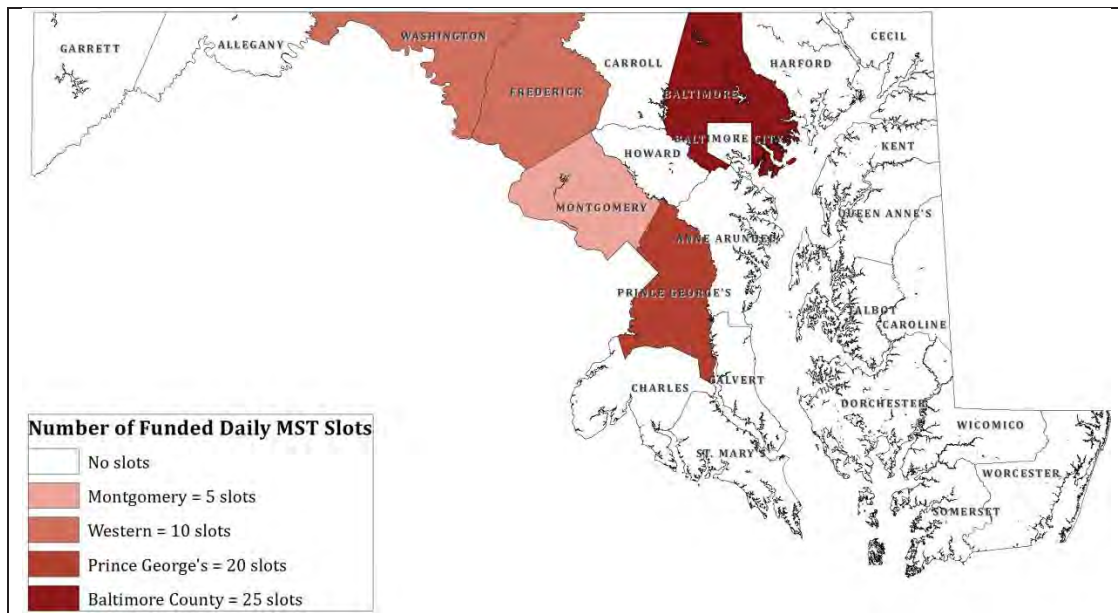 GARRETT
ALLEGANY
WASHINGTON
FREDERICK
CARROLL
BALTIMORE
HARFORD
CECIL
BALTIMORE CITY
HOWARD
KENT
MONTGOMERY
QUEEN ANNE'S
ANNE ARUNDEL
PRINCE GEORGE'S
TALBOT
CAROLINE
CHARLES
CALVERT
DORCHESTER
WICOMICO
ST. MARY'S
WORCESTER
SOMERSET
Number of Funded Daily MST Slots
No slots
Montgomery = 5 slots
Western = 10 slots
Prince George's = 20 slots
Baltimore County = 25 slots